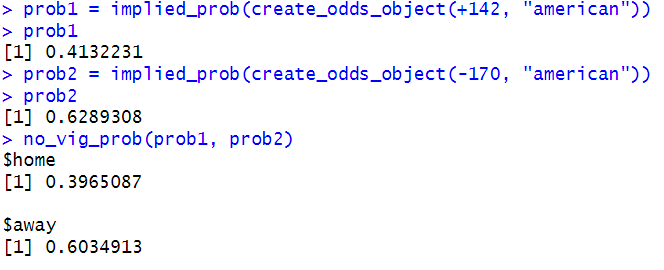 > prob1 = implied_prob(create_odds_object(+142, "american"))
> prob1
[1] 0.4132231
> prob2 = implied_prob(create_odds_object(-170, "american"))
> prob2
[1] 0.6289308
> no_vig_prob(prob1, prob2)
$home
[1] 0.3965087

$away
[1] 0.6034913